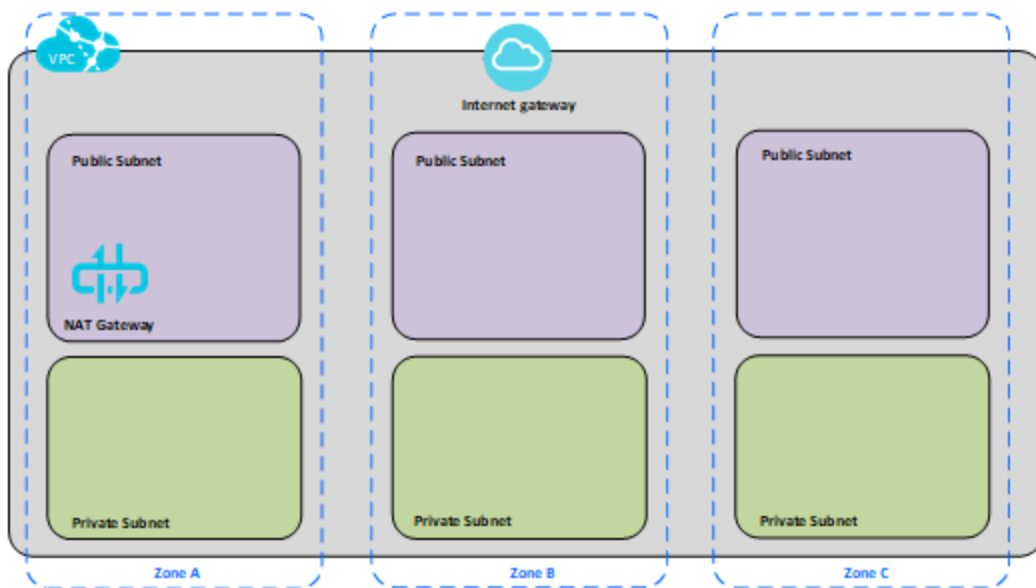 VPC
Internet gateway
Public Subnet
Public Subnet
Public Subnet
NAT Gateway
Private Subnet
Private Subnet
Private Subnet
Zone A
Zone B
Zone C